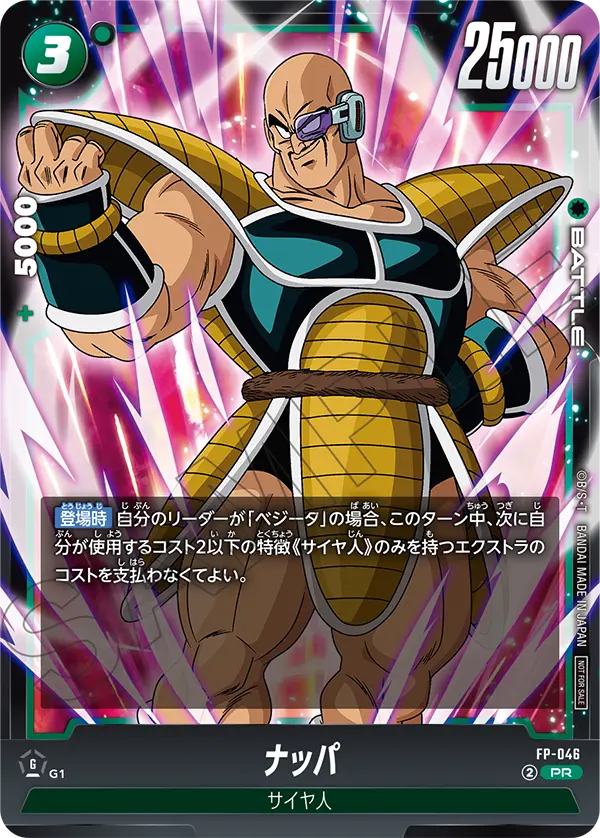 3
25000
+5000
BATTLE
SAMPLE
登場時 自分のリーダーが「ベジータ」の場合、このターン中、次に自
分が使用するコスト2以下の特徴《サイヤ人》のみを持つエクストラの
コストを支払わなくてよい。
©B/S・T BANDAI MADE IN JAPAN
NOT FOR SALE
ナッパ
FP-046
G G1
② PR
サイヤ人